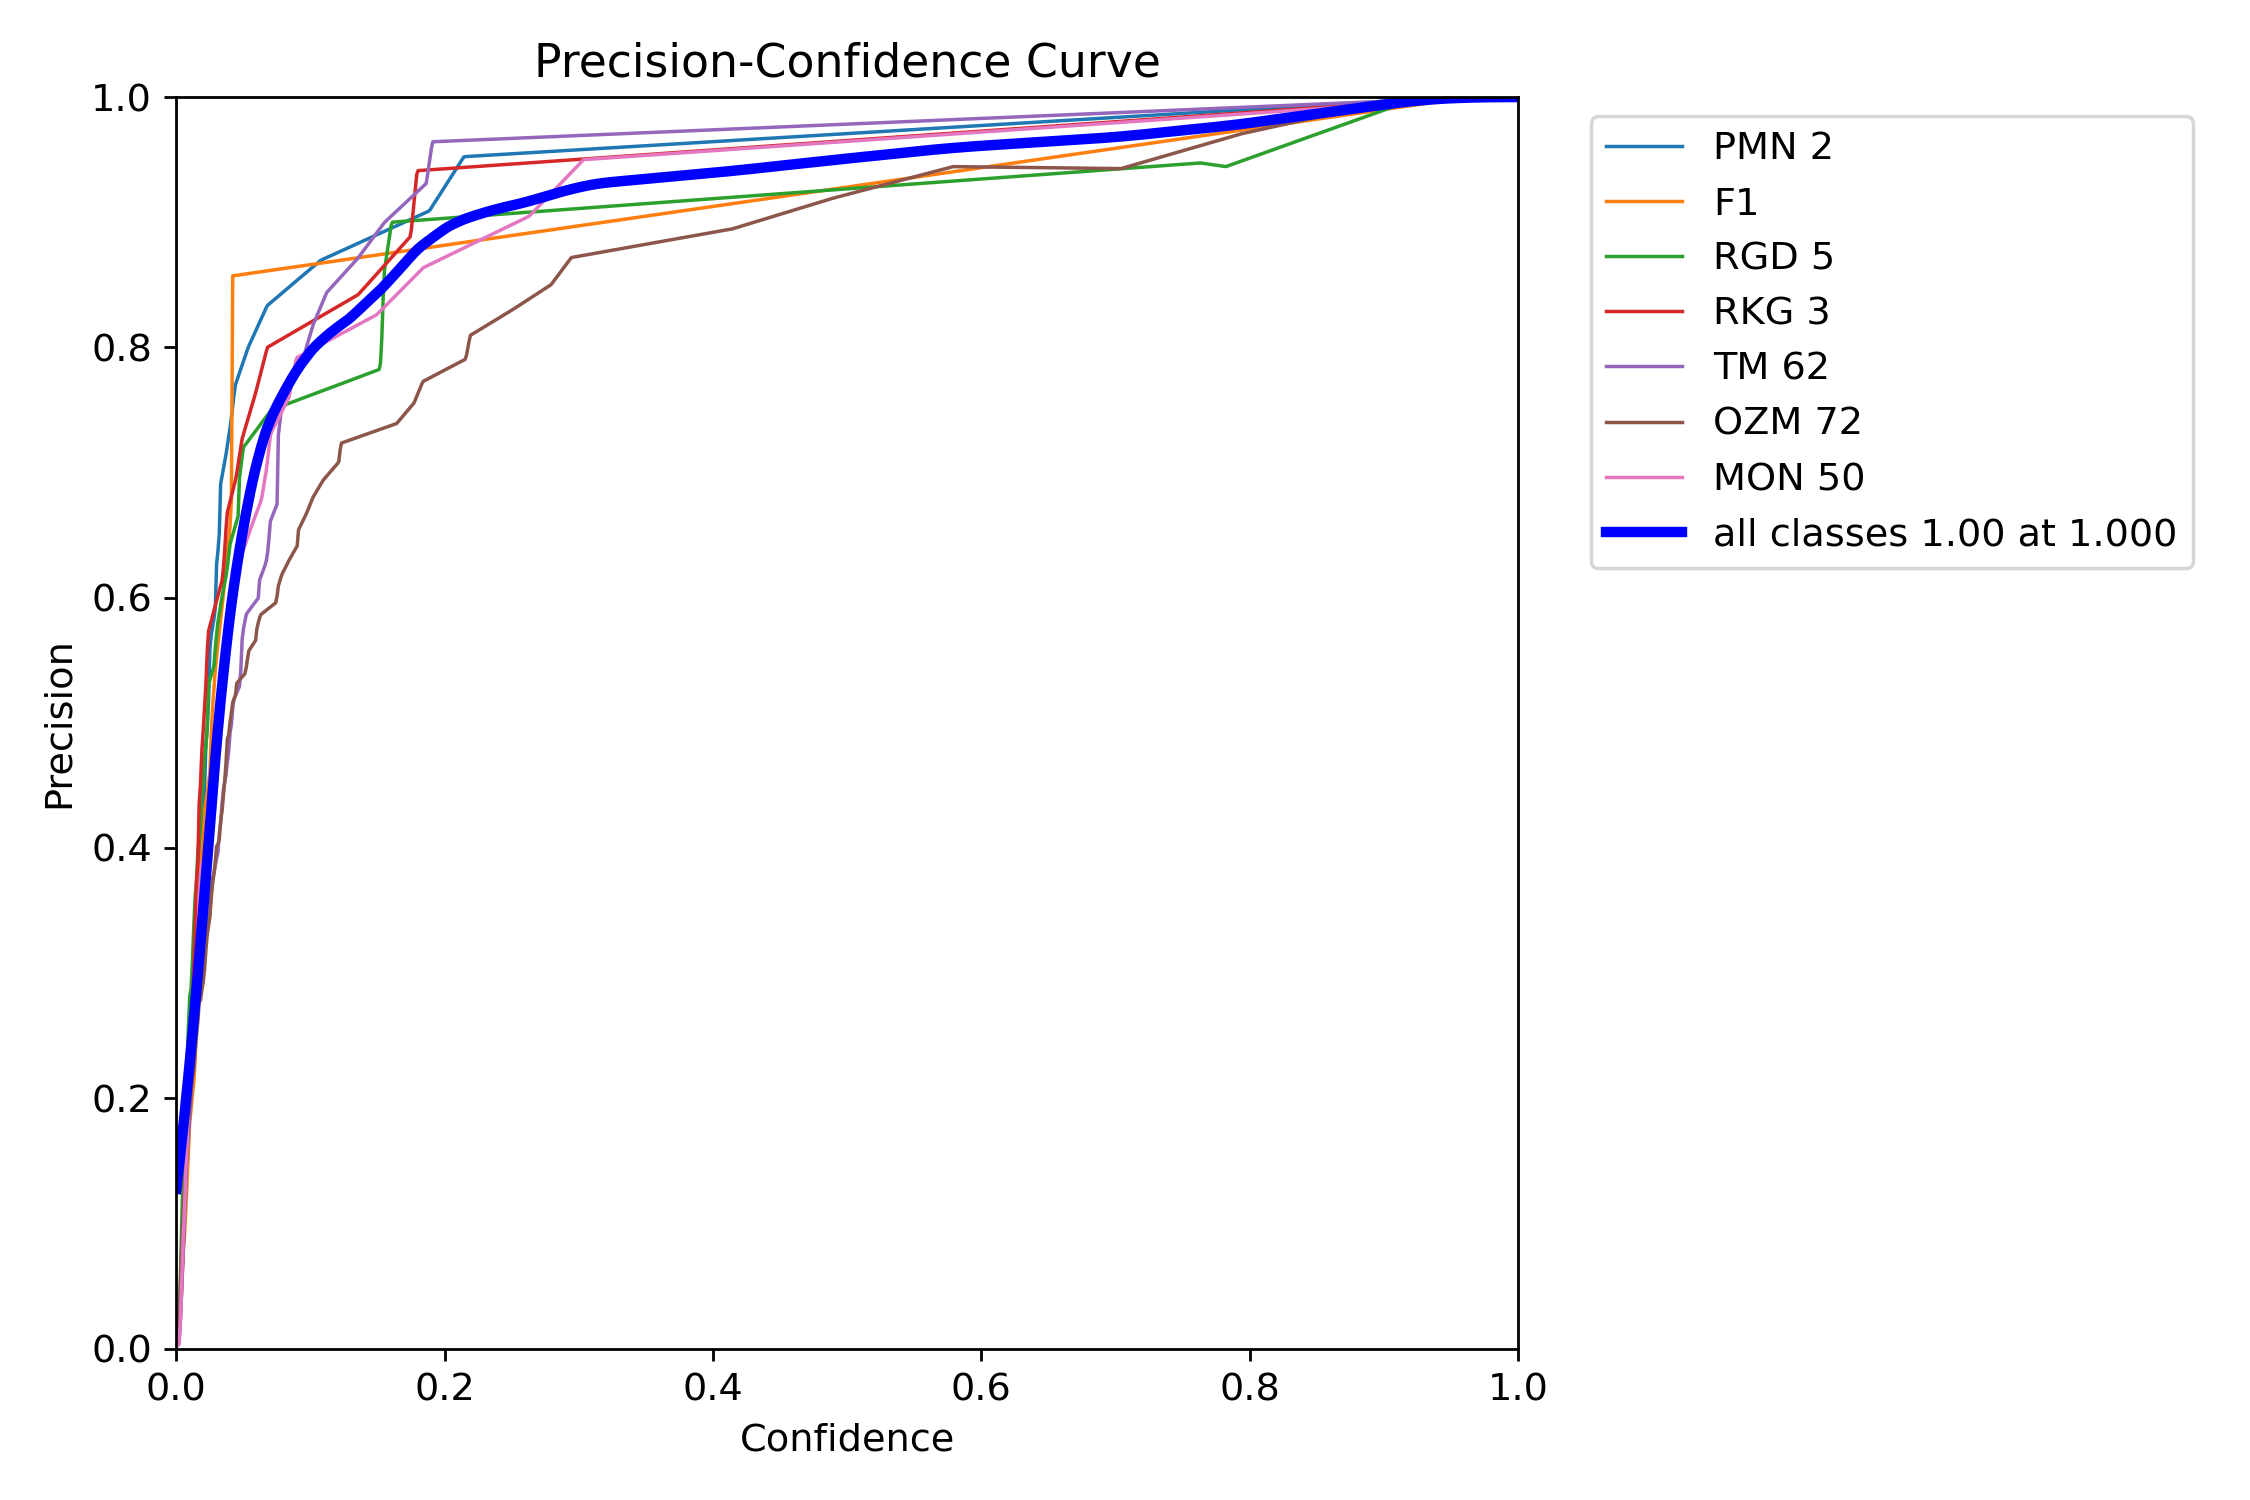 Precision-Confidence Curve
1.0
0.8
0.6
0.4
0.2
0.0
Precision
0.0 0.2 0.4 0.6 0.8 1.0
Confidence
PMN 2
F1
RGD 5
RKG 3
TM 62
OZM 72
MON 50
all classes 1.00 at 1.000